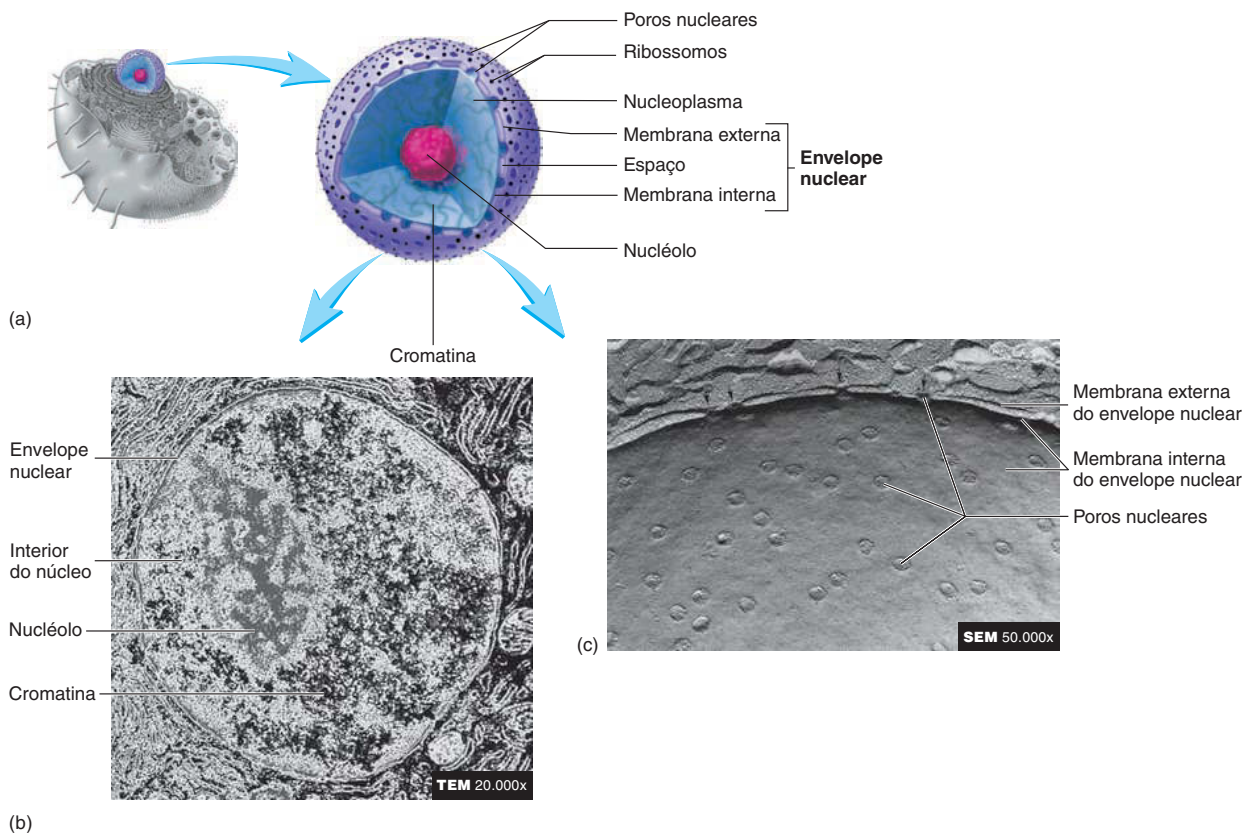 Poros nucleares
Ribossomos
Nucleoplasma
Membrana externa
Espaço
Membrana interna
Envelope
nuclear
Nucléolo
(a)
Cromatina
Envelope
nuclear
Interior
do núcleo
Nucléolo
Cromatina
TEM 20.000x
(b)
Membrana externa
do envelope nuclear
Membrana interna
do envelope nuclear
Poros nucleares
SEM 50.000x
(c)